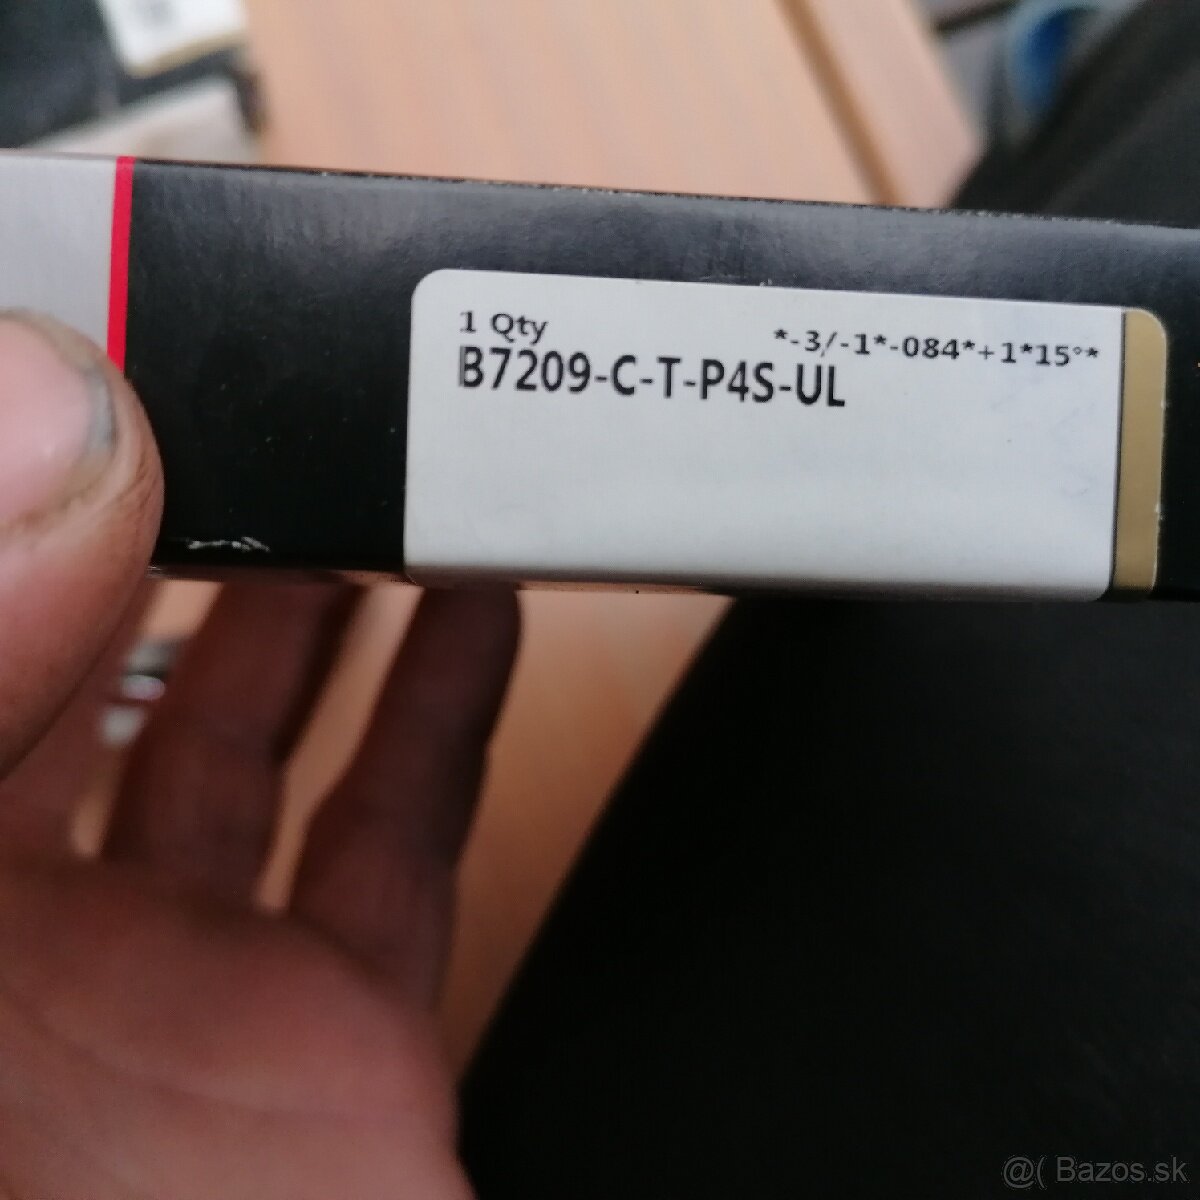 1 Qty
*-3/-1*-084*+1*15°*
B7209-C-T-P4S-UL
@( Bazos.sk